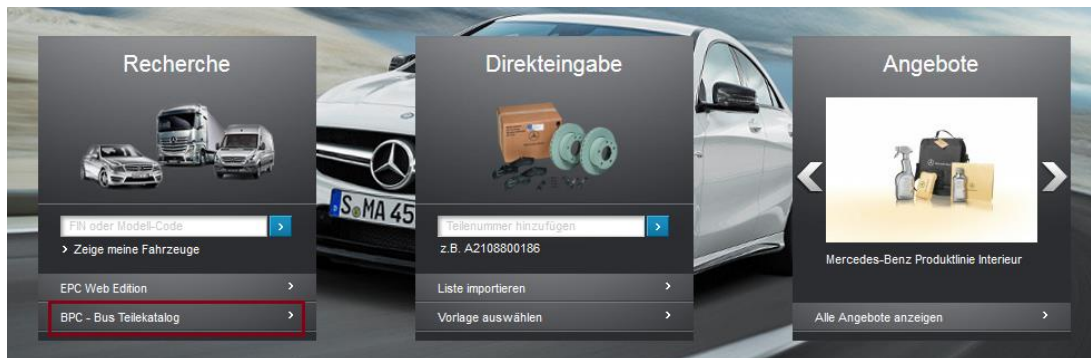 Recherche
FIN oder Modell-Code
Zeige meine Fahrzeuge
EPC Web Edition
BPC - Bus Teilekatalog
S MA 45
Direkteingabe
Teilenummer hinzufügen
z.B. A2108800186
Liste importieren
Vorlage auswählen
Angebote
Mercedes-Benz Produktlinie Interieur
Alle Angebote anzeigen